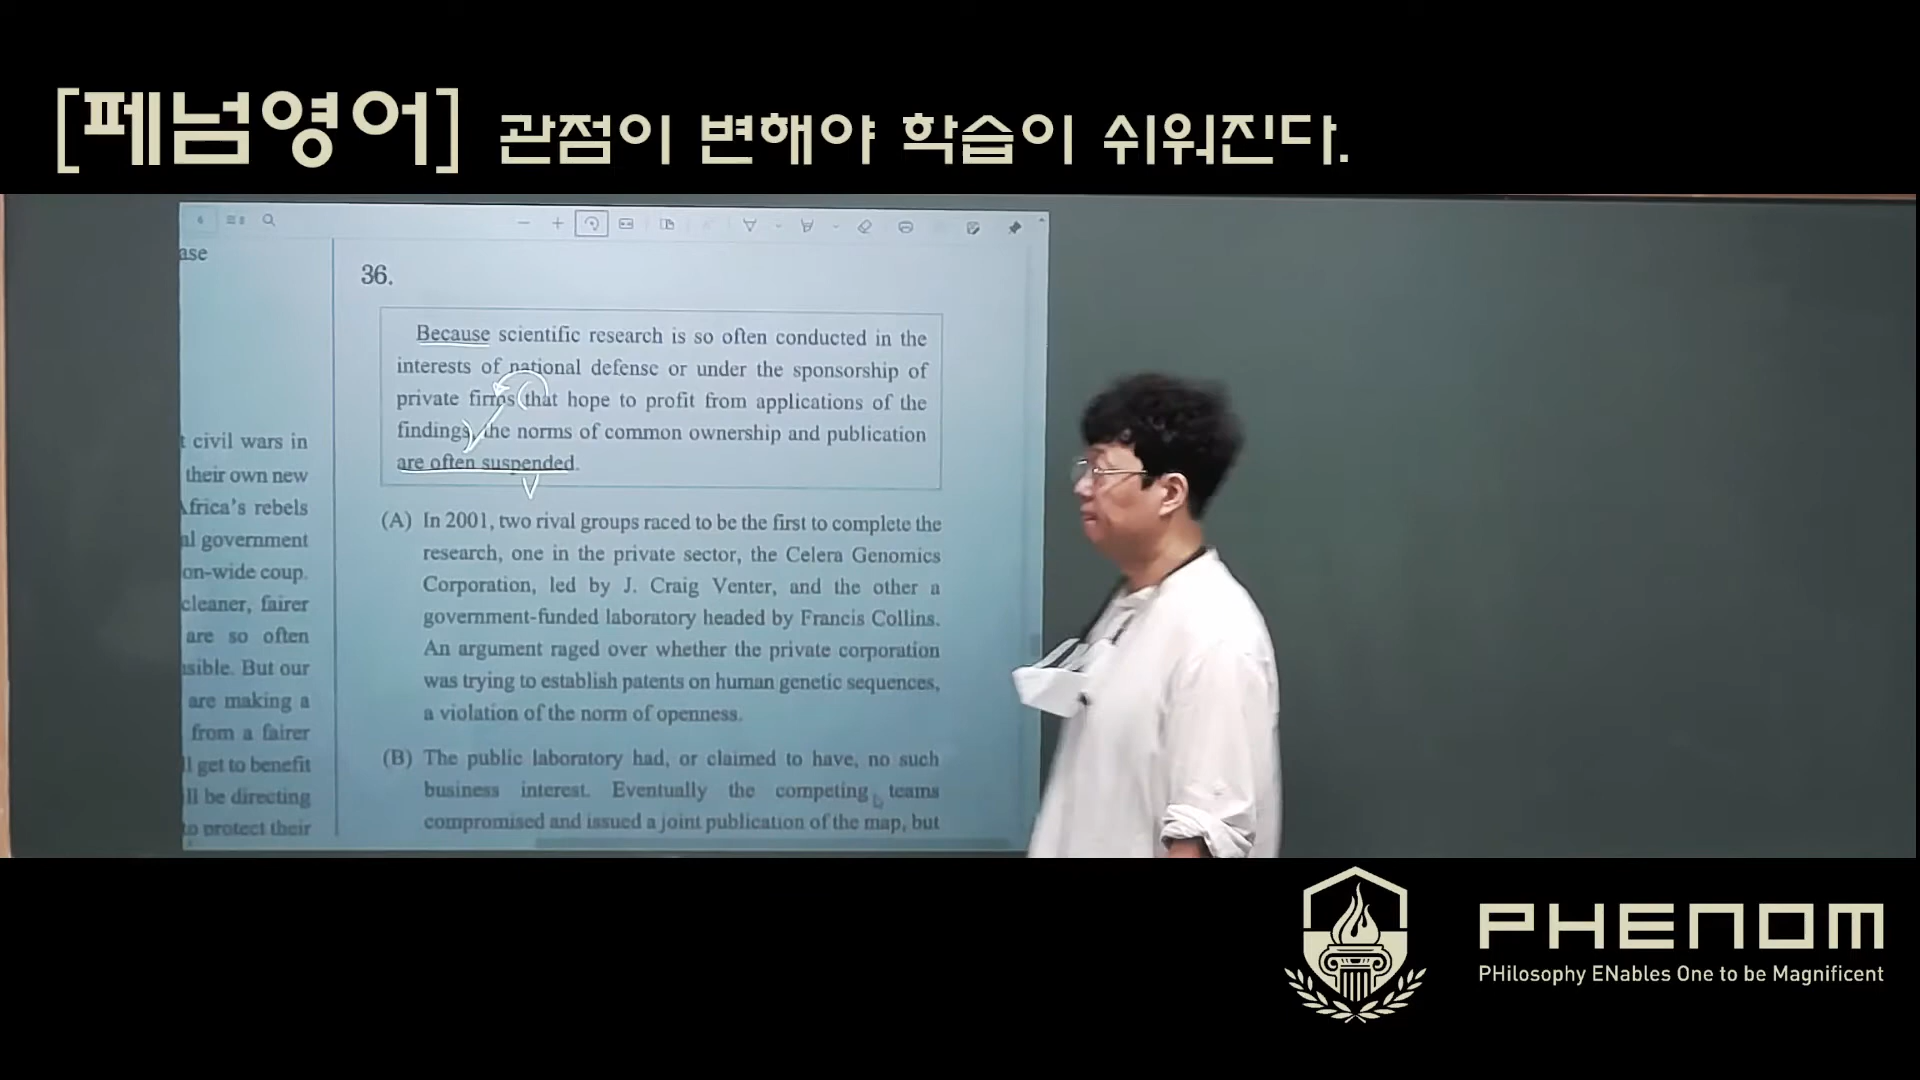 [페넘영어] 관점이 변해야 학습이 쉬워진다.
ase
t civil wars in
their own new
Africa's rebels
al government
on-wide coup.
cleaner, fairer
are so often
sible. But our
are making a
from a fairer
ll get to benefit
ll be directing
to protect their
36.
Because scientific research is so often conducted in the
interests of national defense or under the sponsorship of
private firms that hope to profit from applications of the
findings, the norms of common ownership and publication
are often suspended.
(A) In 2001, two rival groups raced to be the first to complete the
research, one in the private sector, the Celera Genomics
Corporation, led by J. Craig Venter, and the other a
government-funded laboratory headed by Francis Collins.
An argument raged over whether the private corporation
was trying to establish patents on human genetic sequences,
a violation of the norm of openness.
(B) The public laboratory had, or claimed to have, no such
business interest. Eventually the competing teams
compromised and issued a joint publication of the map, but
PHENOM
PHilosophy ENables One to be Magnificent